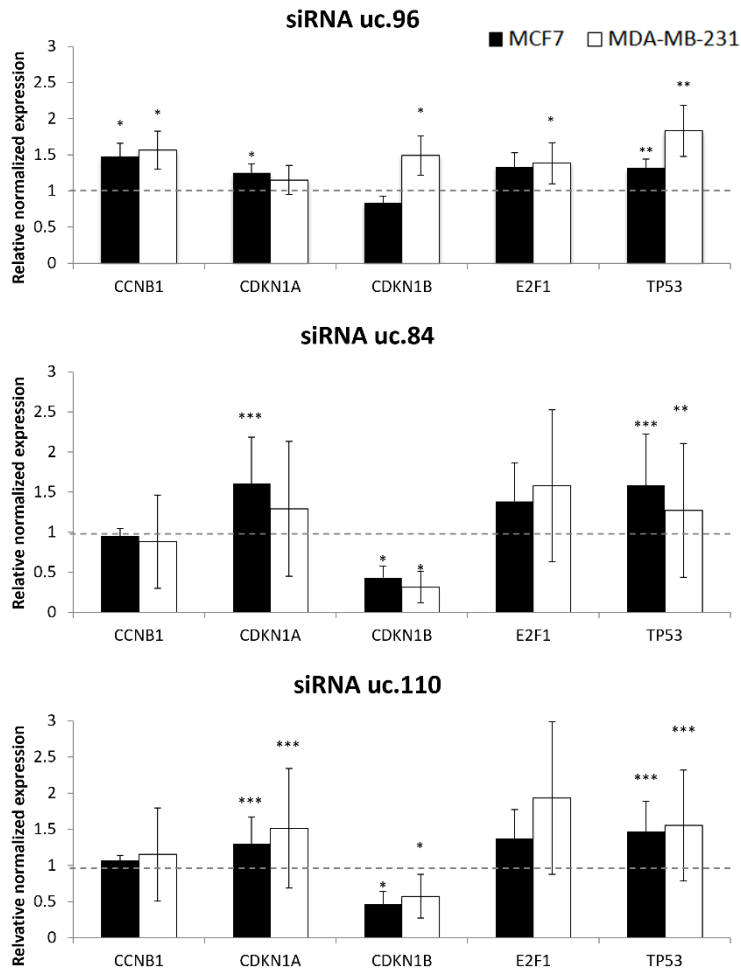 siRNA uc.96
MCF7 MDA-MB-231
Relative normalized expression
3
2.5
2
1.5
1
0.5
0
* * * * * ** **
CCNB1 CDKN1A CDKN1B E2F1 TP53
siRNA uc.84
Relative normalized expression
3
2.5
2
1.5
1
0.5
0
*** * * *** **
CCNB1 CDKN1A CDKN1B E2F1 TP53
siRNA uc.110
Relvative normalized expression
3
2.5
2
1.5
1
0.5
0
*** *** * * *** ***
CCNB1 CDKN1A CDKN1B E2F1 TP53